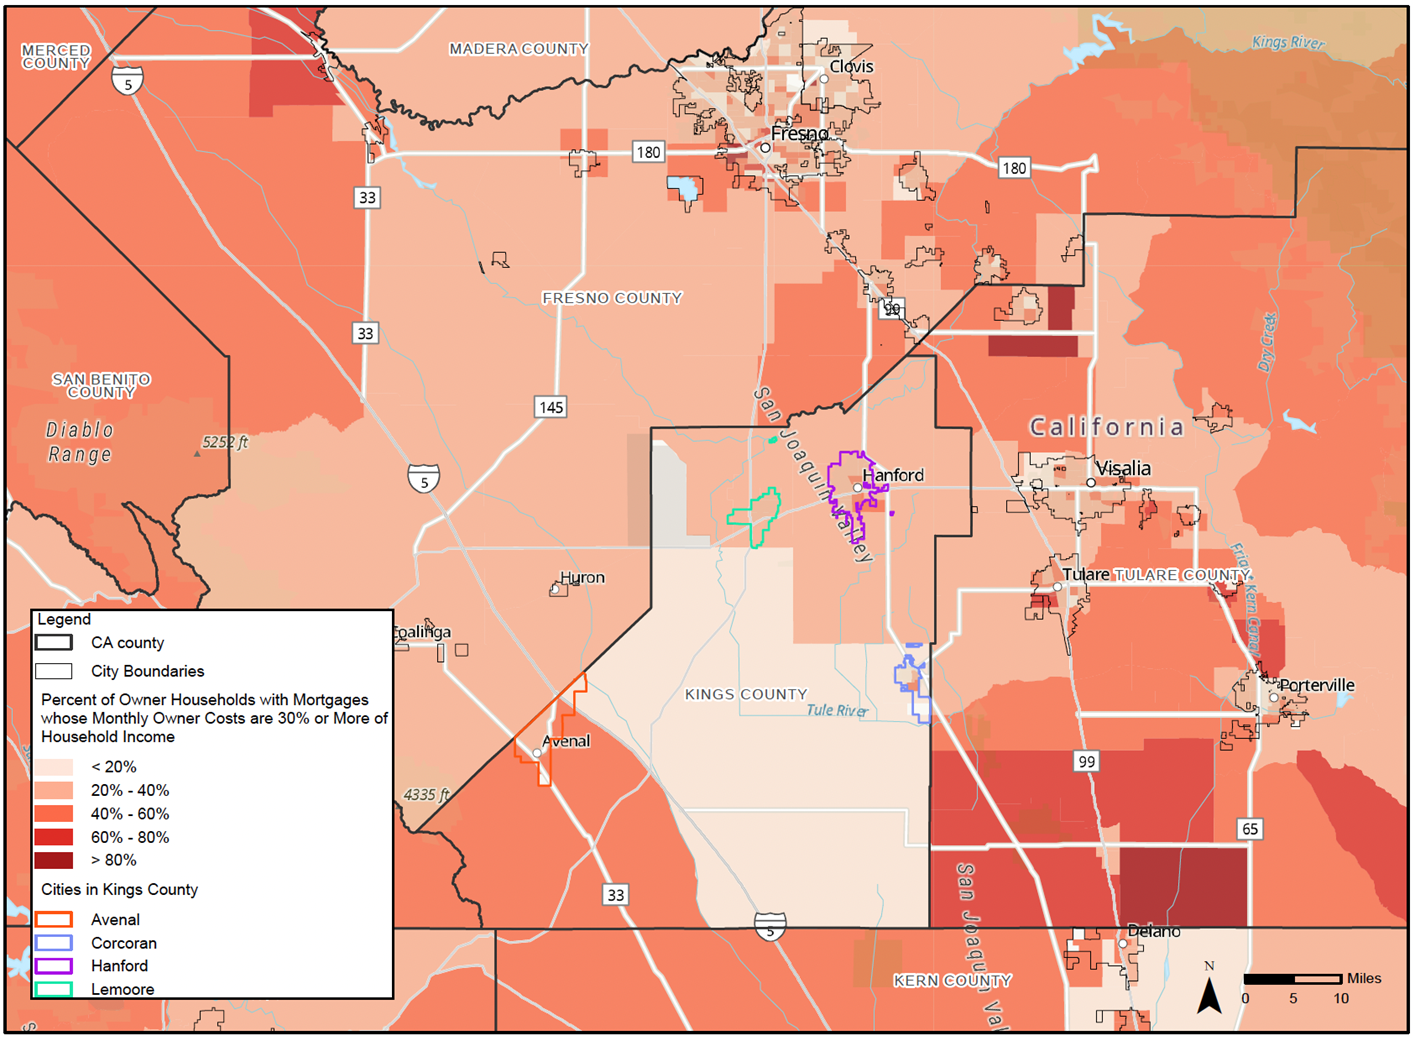 MERCED
COUNTY
MADERA COUNTY
Kings River
5
Clovis
Fresno
180
180
33
FRESNO COUNTY
33
99
Dry Creek
SAN BENITO
COUNTY
Diablo
Range
5252 ft
145
San Joaquin Valley
California
5
Hanford
Visalia
Huron
Tulare
TULARE COUNTY
Friant Kern Canal
Coalinga
KINGS COUNTY
Tule River
Porterville
Avenal
99
4335 ft
65
33
5
San Joaquin Val
Delano
KERN COUNTY
Legend
CA county
City Boundaries
Percent of Owner Households with Mortgages
whose Monthly Owner Costs are 30% or More of
Household Income
< 20%
20% - 40%
40% - 60%
60% - 80%
> 80%
Cities in Kings County
Avenal
Corcoran
Hanford
Lemoore
N
Miles
0 5 10